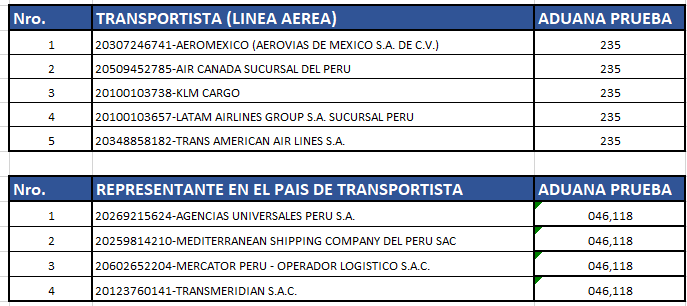 Nro. TRANSPORTISTA (LINEA AEREA) ADUANA PRUEBA
1 20307246741-AEROMEXICO (AEROVIAS DE MEXICO S.A. DE C.V.) 235
2 20509452785-AIR CANADA SUCURSAL DEL PERU 235
3 20100103738-KLM CARGO 235
4 20100103657-LATAM AIRLINES GROUP S.A. SUCURSAL PERU 235
5 20348858182-TRANS AMERICAN AIR LINES S.A. 235
Nro. REPRESENTANTE EN EL PAIS DE TRANSPORTISTA ADUANA PRUEBA
1 20269215624-AGENCIAS UNIVERSALES PERU S.A. 046,118
2 20259814210-MEDITERRANEAN SHIPPING COMPANY DEL PERU SAC 046,118
3 20602652204-MERCATOR PERU - OPERADOR LOGISTICO S.A.C. 046,118
4 20123760141-TRANSMERIDIAN S.A.C. 046,118